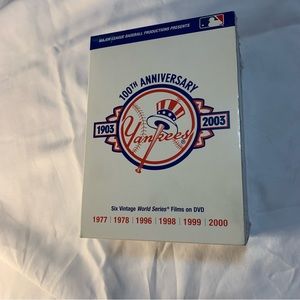 MAJOR LEAGUE BASEBALL PRODUCTIONS PRESENTS
100TH ANNIVERSARY
1903 2003
Yankees
Six Vintage World Series® Films on DVD
1977 | 1978 | 1996 | 1998 | 1999 | 2000